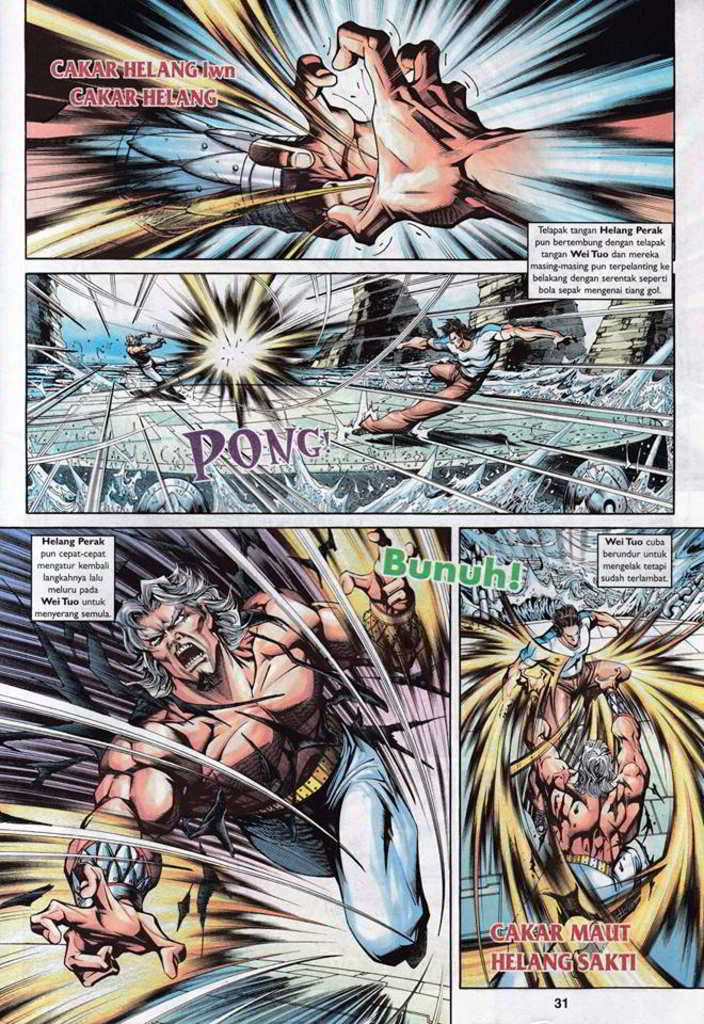 CAKAR HELANG lwn
CAKAR HELANG
Telapak tangan Helang Perak
pun bertembung dengan telapak
tangan Wei Tuo dan mereka
masing-masing pun terpelanting ke
belakang dengan serentak seperti
bola sepak mengenai tiang gol.
PONG!
Helang Perak
pun cepat-cepat
mengatur kembali
langkahnya lalu
meluru pada
Wei Tuo untuk
menyerang semula.
Bunuh!
Wei Tuo cuba
berundur untuk
mengelak tetapi
sudah terlambat.
CAKAR MAUT
HELANG SAKTI
31